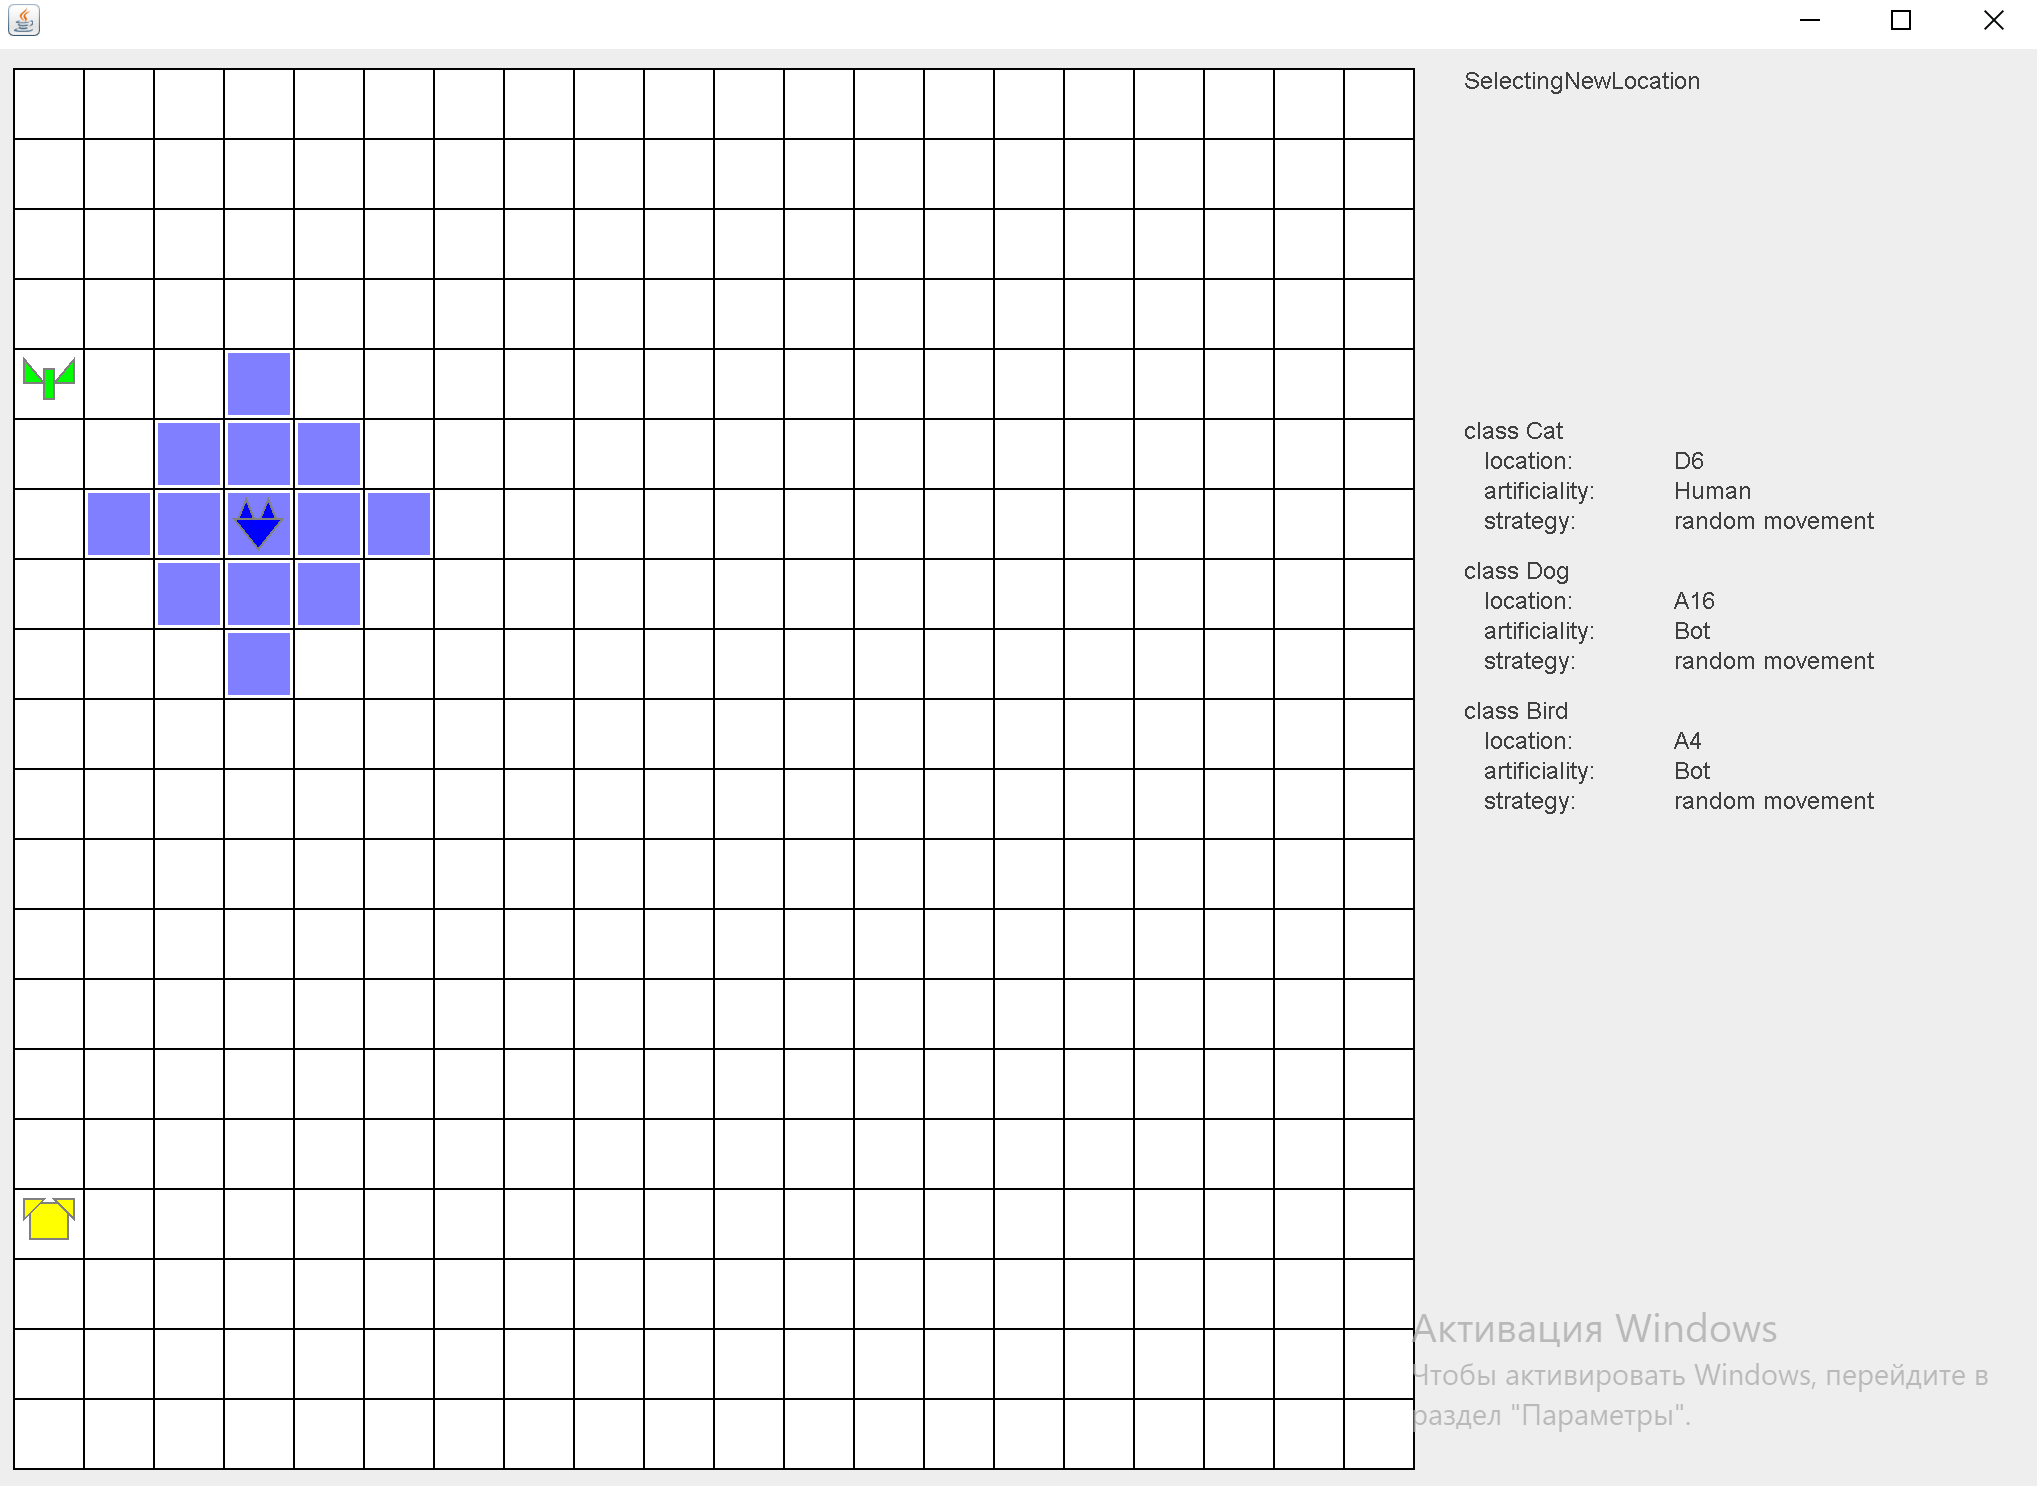 SelectingNewLocation
class Cat
location: D6
artificiality: Human
strategy: random movement
class Dog
location: A16
artificiality: Bot
strategy: random movement
class Bird
location: A4
artificiality: Bot
strategy: random movement
Активация Windows
Чтобы активировать Windows, перейдите в
раздел "Параметры".